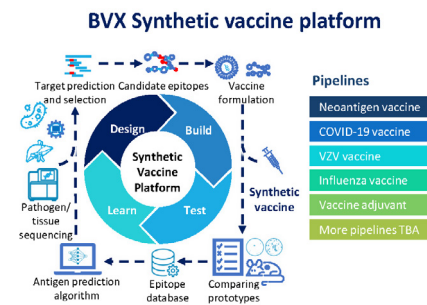 BVX Synthetic vaccine platform
Target prediction
and selection
Candidate epitopes
Vaccine
formulation
Design
Build
Synthetic
Vaccine
Platform
Learn
Test
Synthetic
vaccine
Pathogen/
tissue
sequencing
Antigen prediction
algorithm
Epitope
database
Comparing
prototypes
Pipelines
Neoantigen vaccine
COVID-19 vaccine
VZV vaccine
Influenza vaccine
Vaccine adjuvant
More pipelines TBA